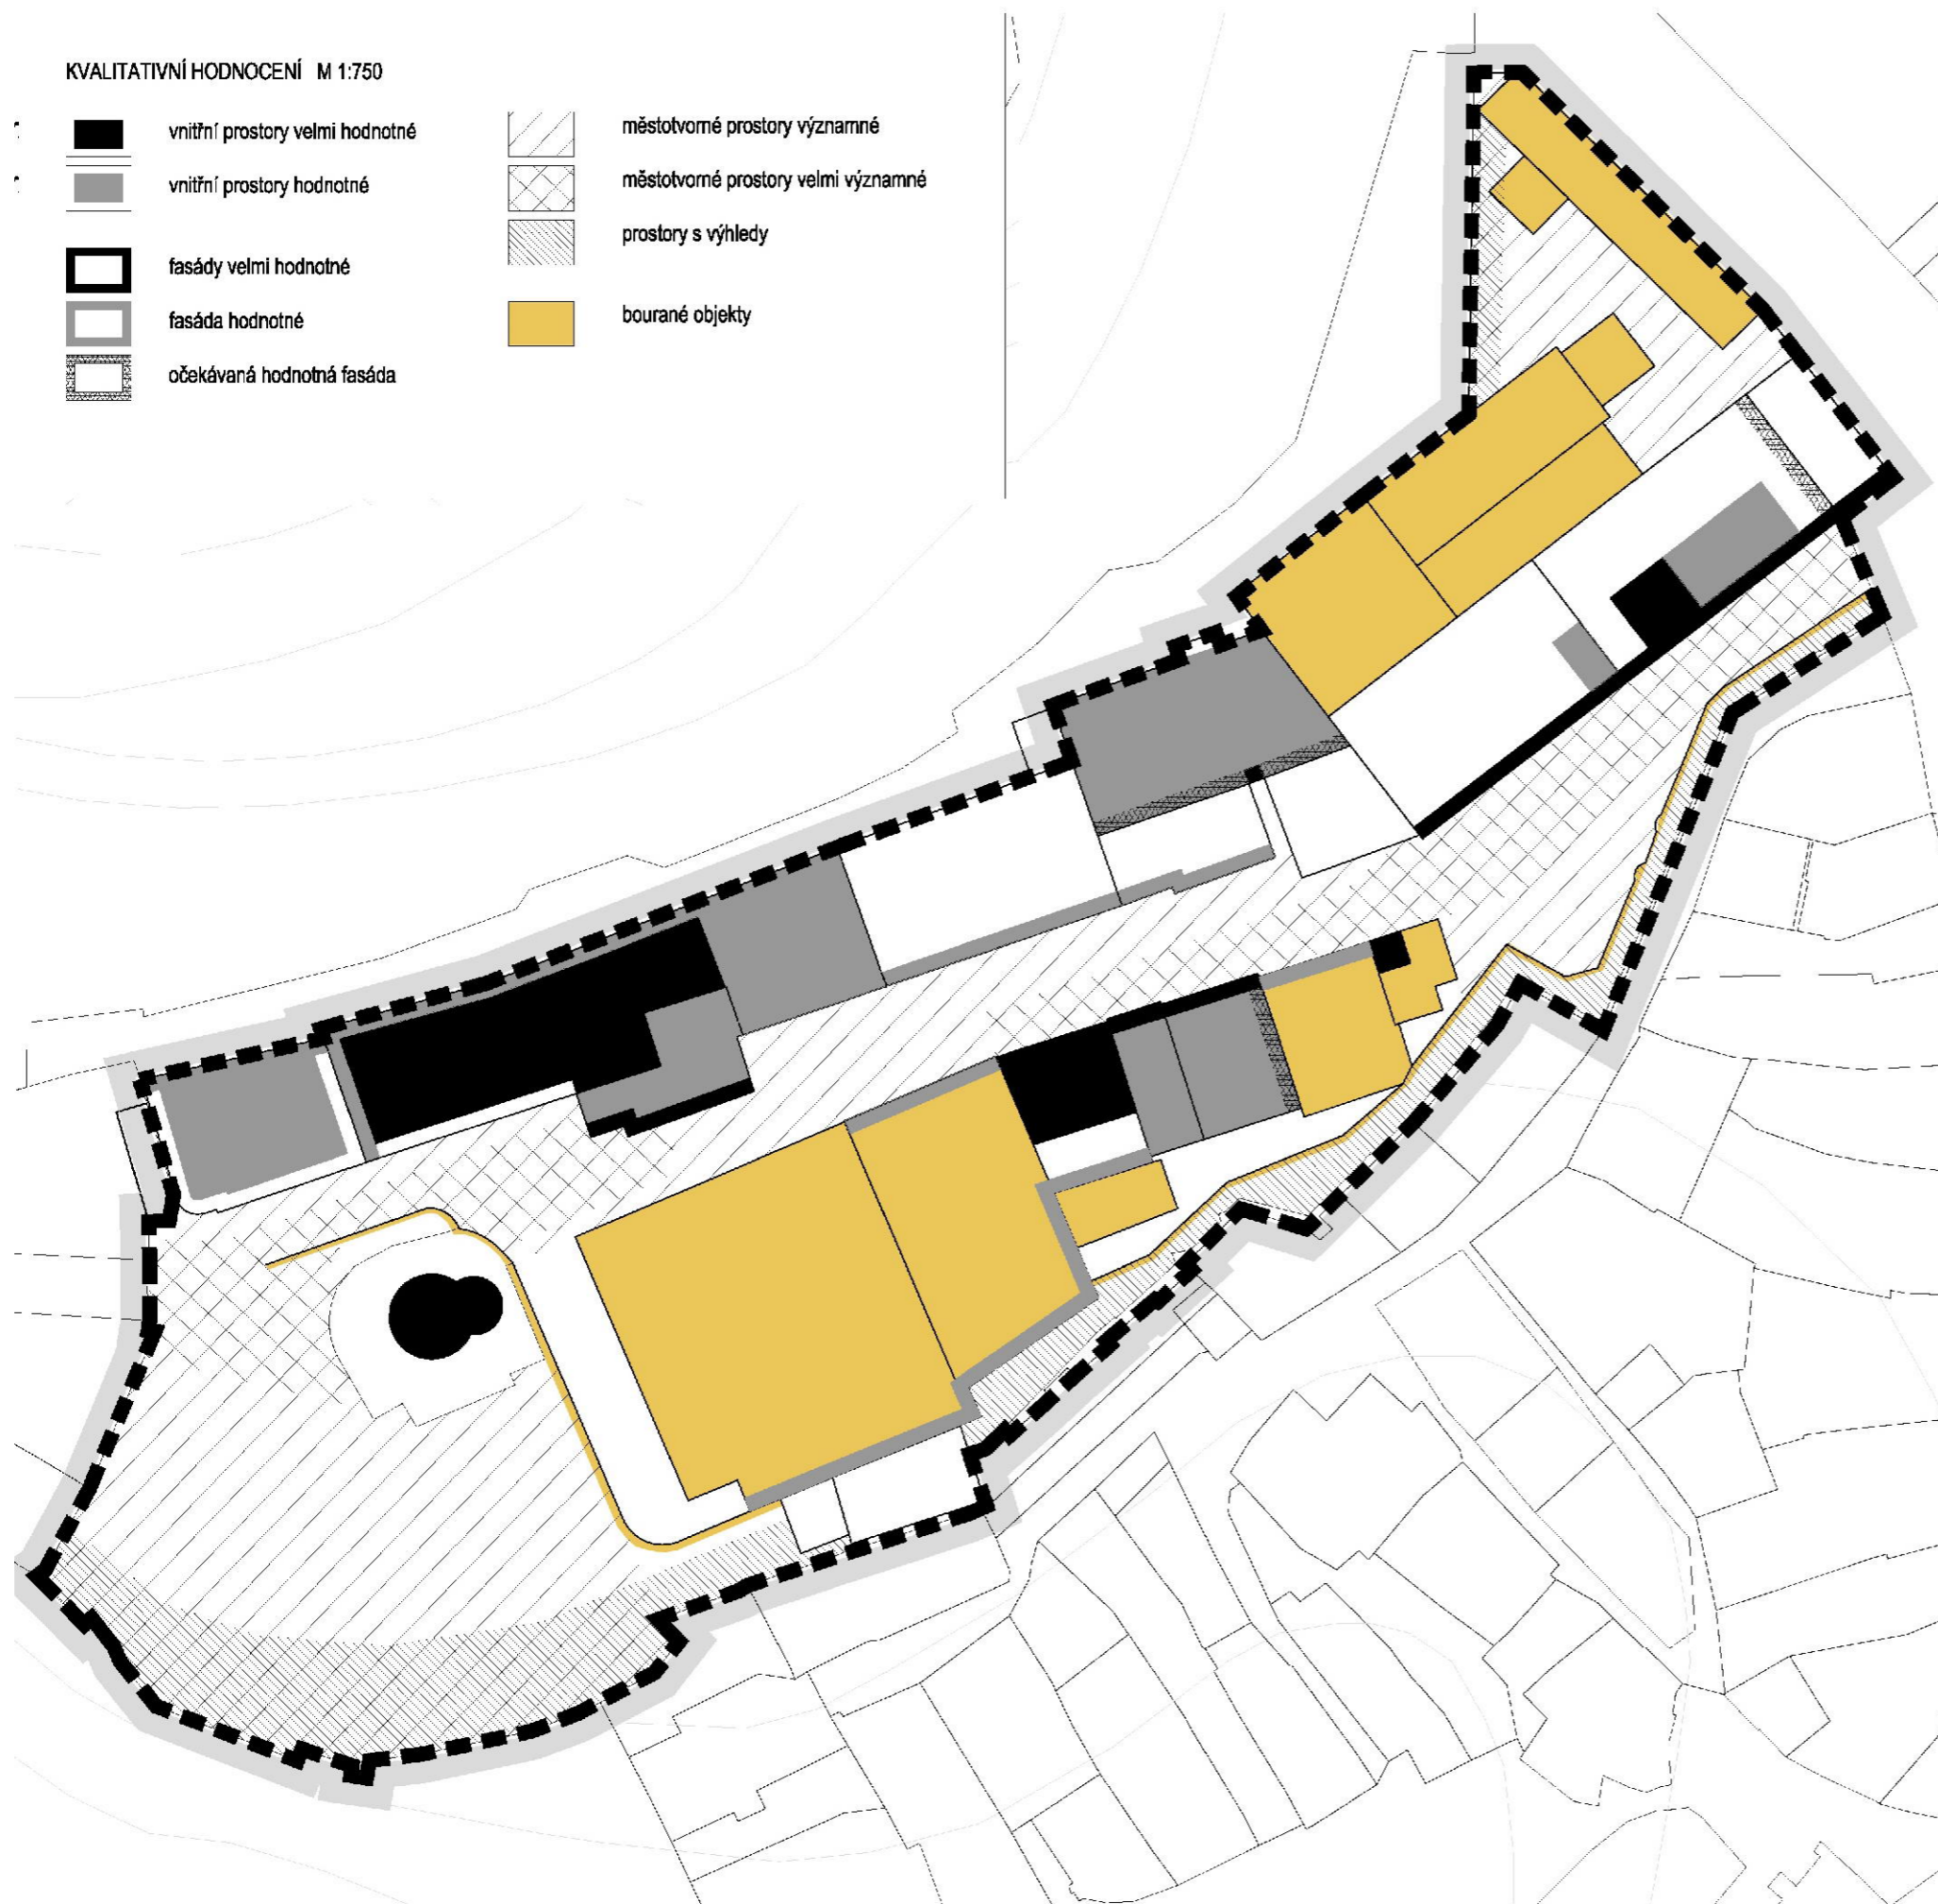 KVALITATIVNÍ HODNOCENÍ M 1:750
vnitřní prostory velmi hodnotné
vnitřní prostory hodnotné
fasády velmi hodnotné
fasáda hodnotné
očekávaná hodnotná fasáda
městotvorné prostory významné
městotvorné prostory velmi významné
prostory s výhledy
bourané objekty